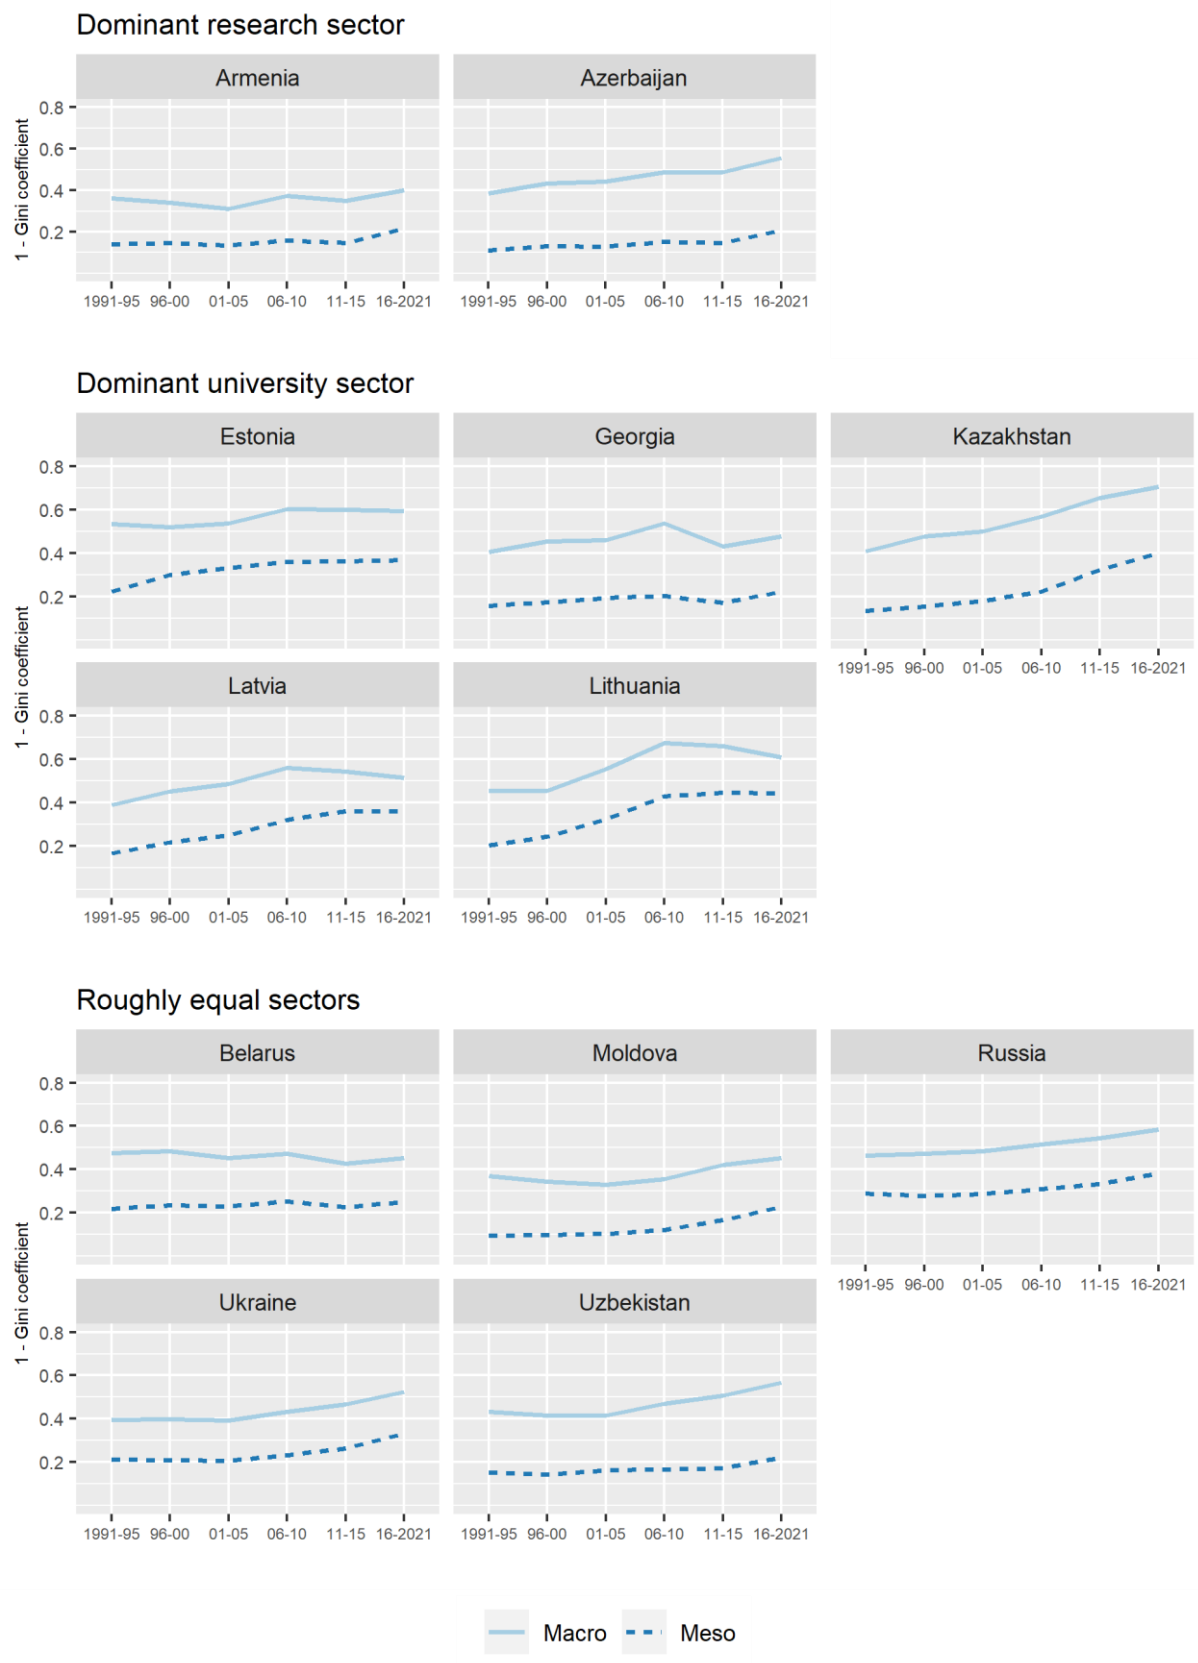 Dominant research sector
Armenia
Azerbaijan
1 - Gini coefficient
0.8
0.6
0.4
0.2
1991-95 96-00 01-05 06-10 11-15 16-2021
1991-95 96-00 01-05 06-10 11-15 16-2021
Dominant university sector
Estonia
Georgia
Kazakhstan
1 - Gini coefficient
0.8
0.6
0.4
0.2
1991-95 96-00 01-05 06-10 11-15 16-2021
Latvia
Lithuania
0.8
0.6
0.4
0.2
1991-95 96-00 01-05 06-10 11-15 16-2021
1991-95 96-00 01-05 06-10 11-15 16-2021
Roughly equal sectors
Belarus
Moldova
Russia
1 - Gini coefficient
0.8
0.6
0.4
0.2
1991-95 96-00 01-05 06-10 11-15 16-2021
Ukraine
Uzbekistan
0.8
0.6
0.4
0.2
1991-95 96-00 01-05 06-10 11-15 16-2021
1991-95 96-00 01-05 06-10 11-15 16-2021
Macro Meso